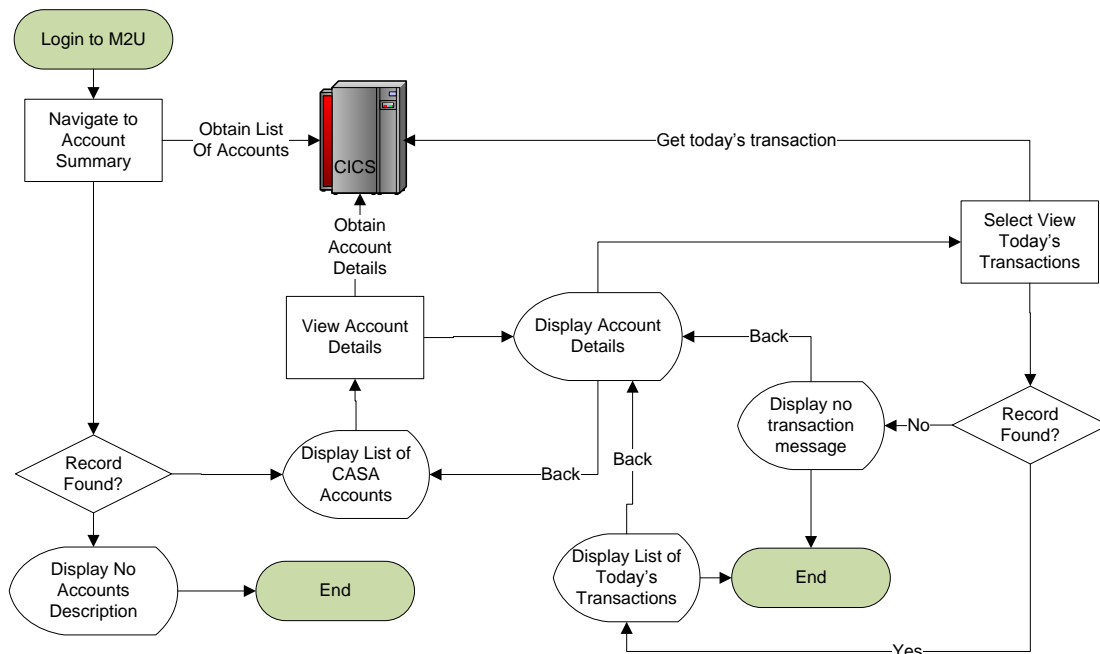 Login to M2U
Navigate to
Account
Summary
Obtain List
Of Accounts
CICS
Get today's transaction
Obtain
Account
Details
Select View
Today's
Transactions
View Account
Details
Display Account
Details
Back
Display no
transaction
message
No
Record
Found?
Record
Found?
Display List of
CASA
Accounts
Back
Back
Display No
Accounts
Description
End
Display List of
Today's
Transactions
End
Yes